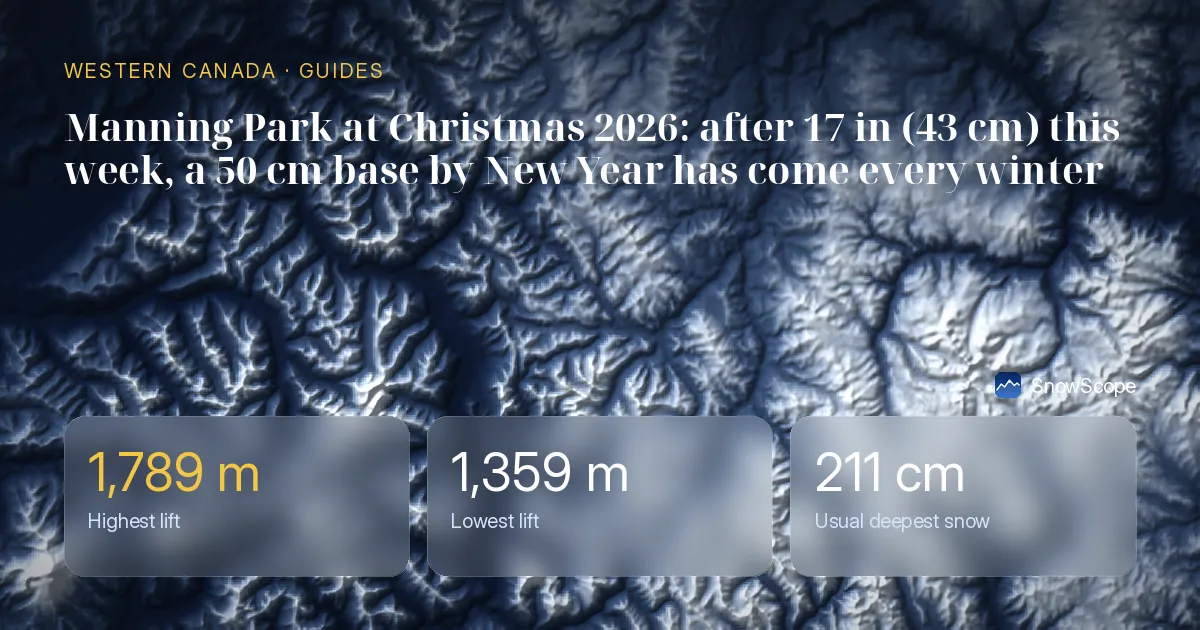 WESTERN CANADA · GUIDES
Manning Park at Christmas 2026: after 17 in (43 cm) this
week, a 50 cm base by New Year has come every winter
SnowScope
1,789 m
Highest lift
1,359 m
Lowest lift
211 cm
Usual deepest snow